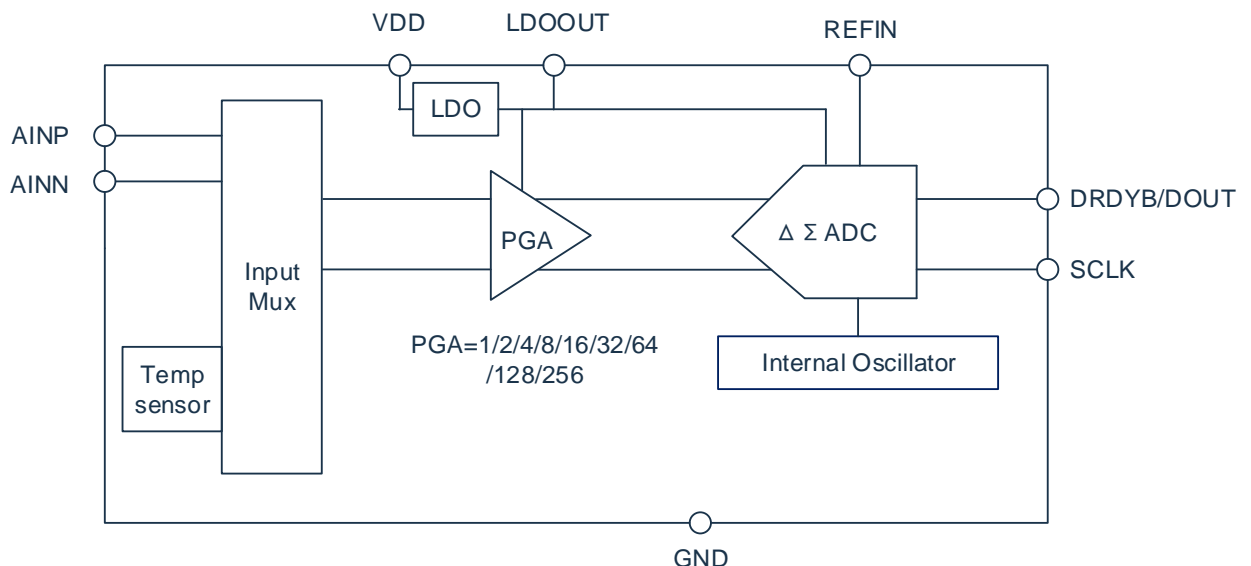 VDD
LDOOUT
REFIN
LDO
AINP
AINN
DRDYB/DOUT
PGA
Δ Σ ADC
SCLK
Input
Mux
PGA=1/2/4/8/16/32/64
/128/256
Internal Oscillator
Temp
sensor
GND